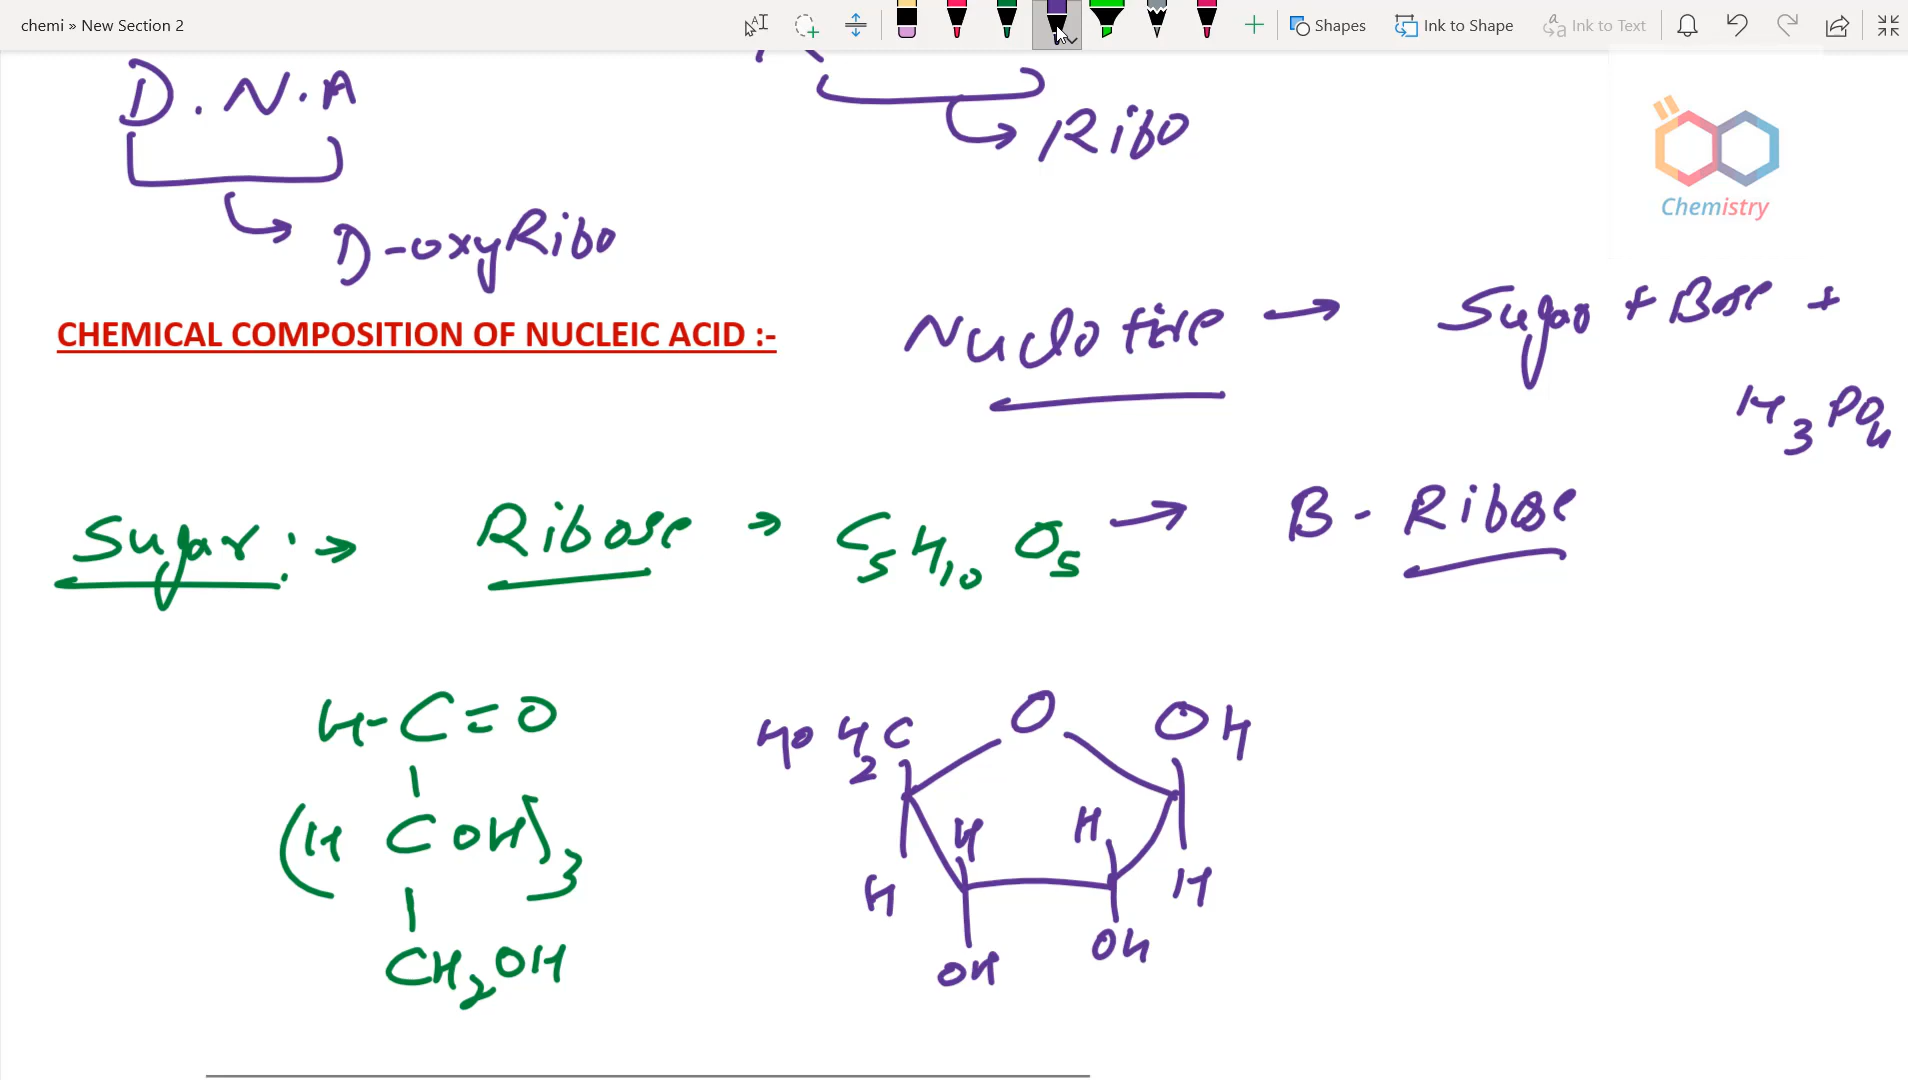 chemi » New Section 2
Shapes
Ink to Shape
Ink to Text
D.N.A
Ribo
D-oxyRibo
Chemistry
CHEMICAL COMPOSITION OF NUCLEIC ACID :-
Nuclotire → Sugar + Base +
H3PO4
Sugar :→ Ribose → C5H10O5 → B - Ribose
H-C=O
(H C OH)3
CH2OH
HO H2C O OH
H H H H
OH OH